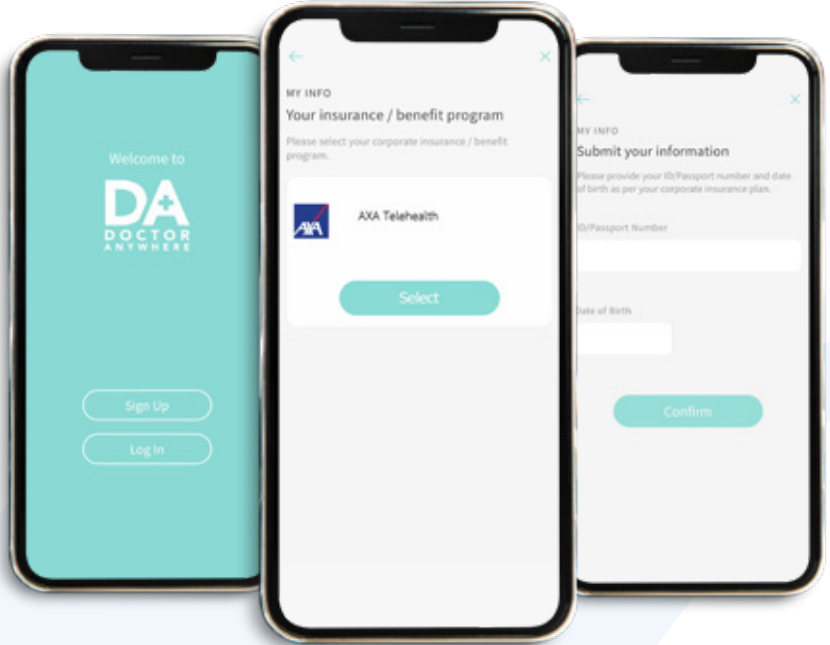 Welcome to
DA
DOCTOR
ANYWHERE
Sign Up
Log In
MY INFO
Your insurance / benefit program
Please select your corporate insurance / benefit
program.
AXA
AXA Telehealth
Select
MY INFO
Submit your information
Please provide your ID/Passport number and date
of birth as per your corporate insurance plan.
ID/Passport Number
Date of Birth
Confirm